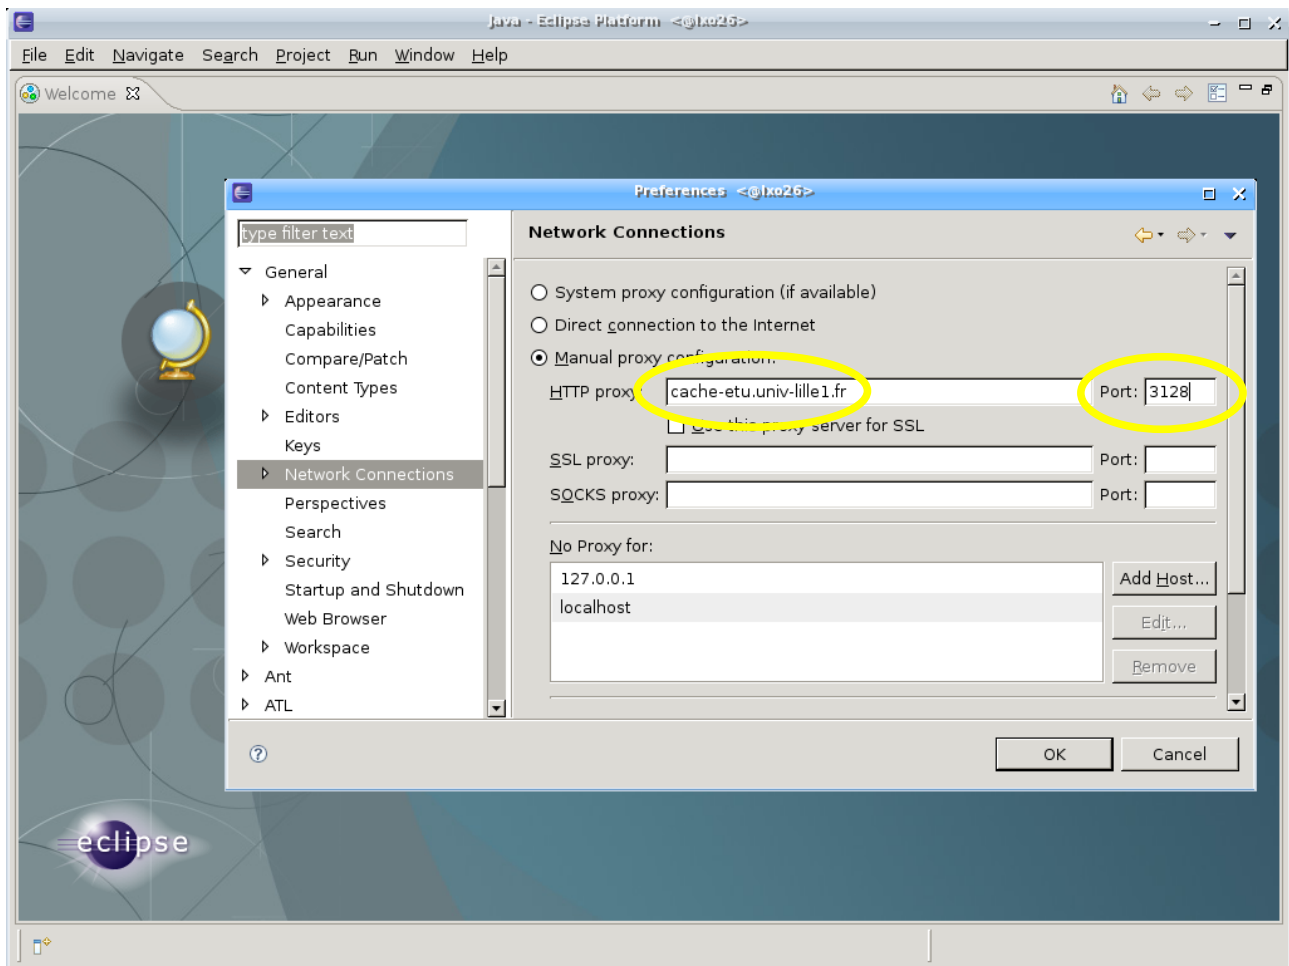 Java - Eclipse Platform <@lxo26>
File Edit Navigate Search Project Run Window Help
Welcome
Preferences <@lxo26>
type filter text
Network Connections
General
Appearance
Capabilities
Compare/Patch
Content Types
Editors
Keys
Network Connections
Perspectives
Search
Security
Startup and Shutdown
Web Browser
Workspace
Ant
ATL
System proxy configuration (if available)
Direct connection to the Internet
Manual proxy configuration:
HTTP proxy: cache-etu.univ-lille1.fr Port: 3128
Use this proxy server for SSL
SSL proxy: Port:
SOCKS proxy: Port:
No Proxy for:
127.0.0.1
localhost
Add Host...
Edit...
Remove
? OK Cancel
eclipse